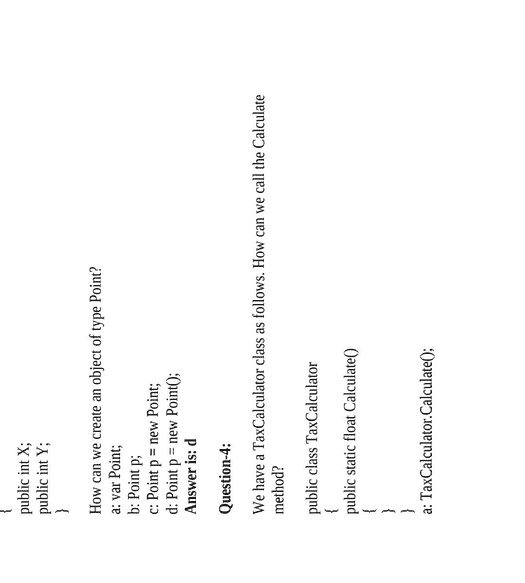 {
public int X;
public int Y;
}
How can we create an object of type Point?
a: var Point;
b: Point p;
c: Point p = new Point;
d: Point p = new Point();
Answer is: d
Question-4:
We have a TaxCalculator class as follows. How can we call the Calculate
method?
public class TaxCalculator
{
public static float Calculate()
{
}
}
a: TaxCalculator.Calculate();